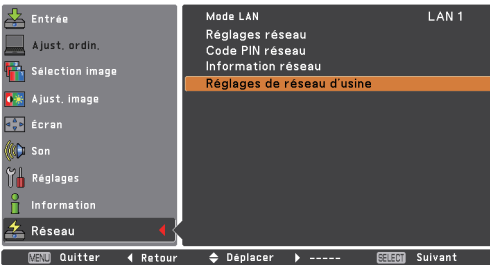 Entrée
Ajust. ordin.
Sélection image
Ajust. image
Écran
Son
Réglages
Information
Réseau
Mode LAN LAN 1
Réglages réseau
Code PIN réseau
Information réseau
Réglages de réseau d'usine
MENU Quitter Retour Déplacer ----- SELECT Suivant